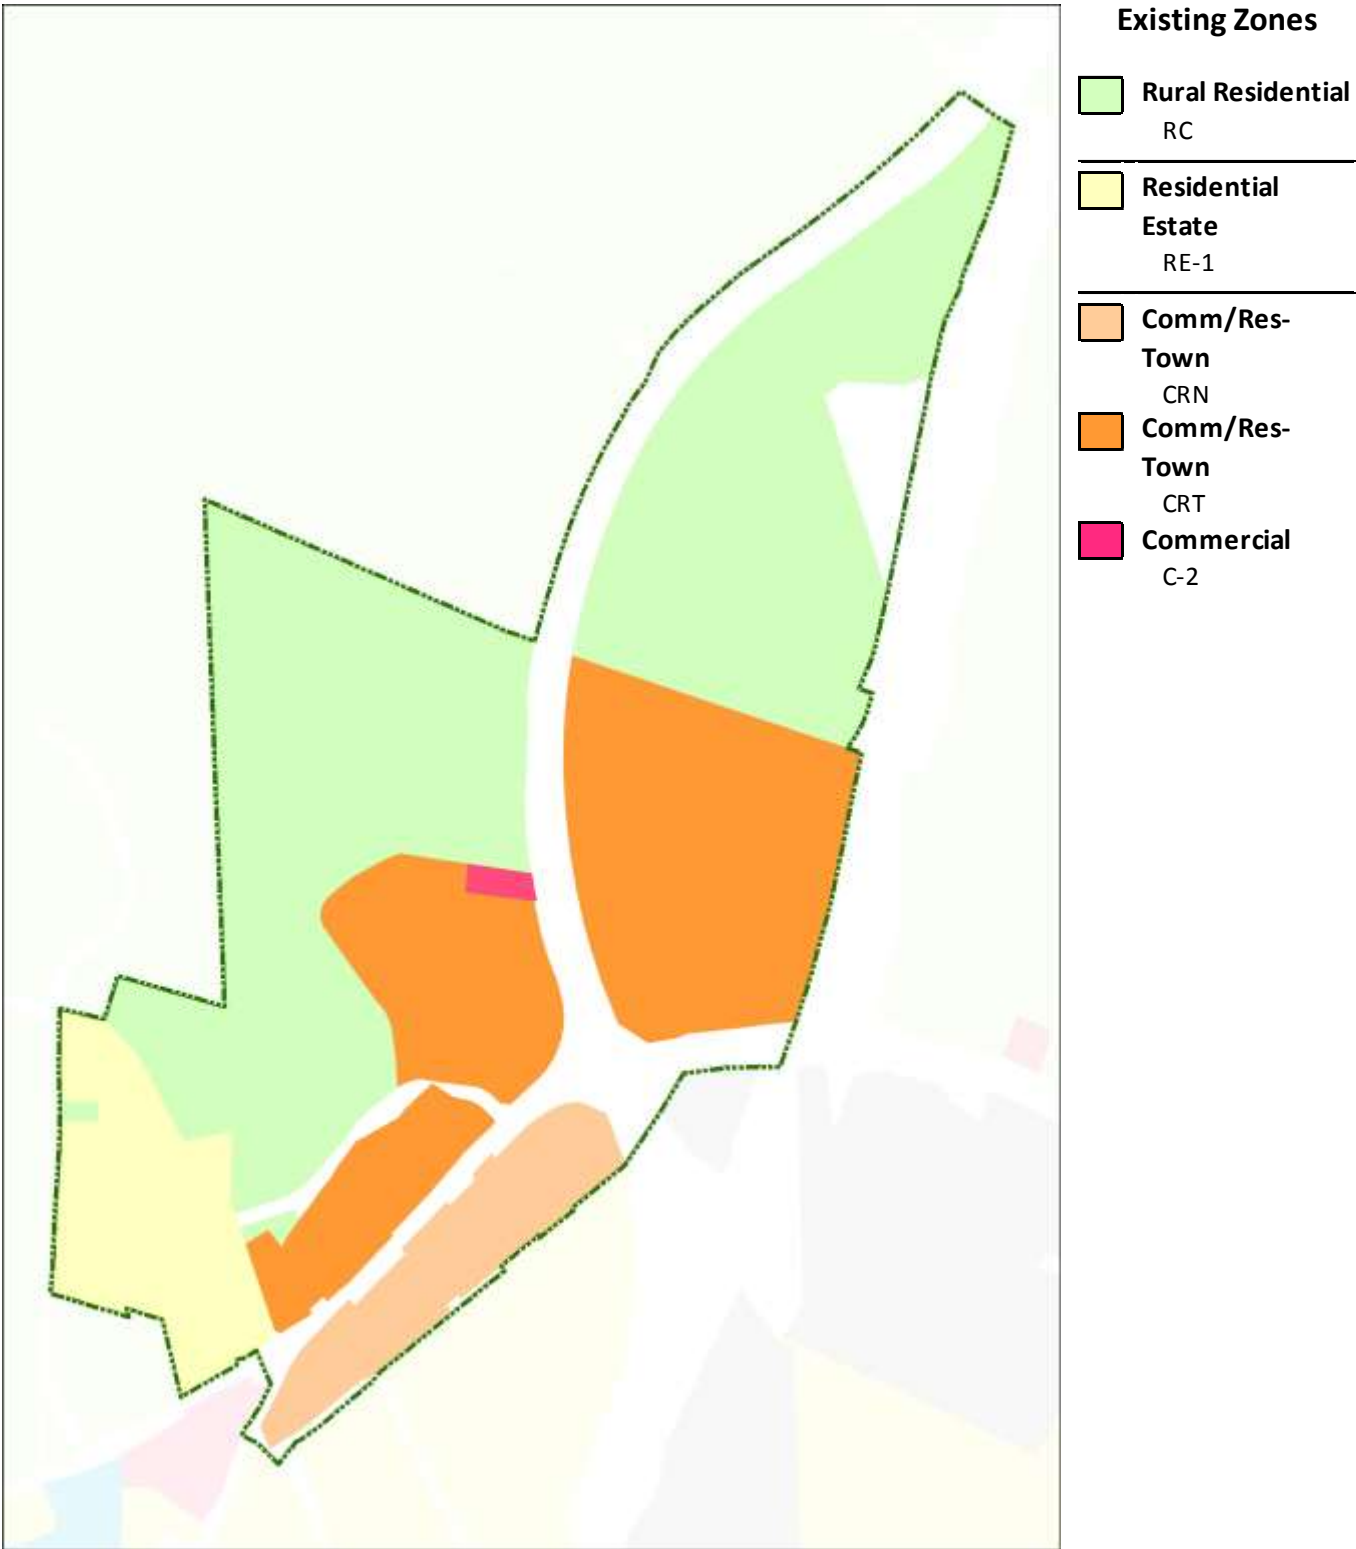 Existing Zones
Rural Residential
RC
Residential
Estate
RE-1
Comm/Res-
Town
CRN
Comm/Res-
Town
CRT
Commercial
C-2